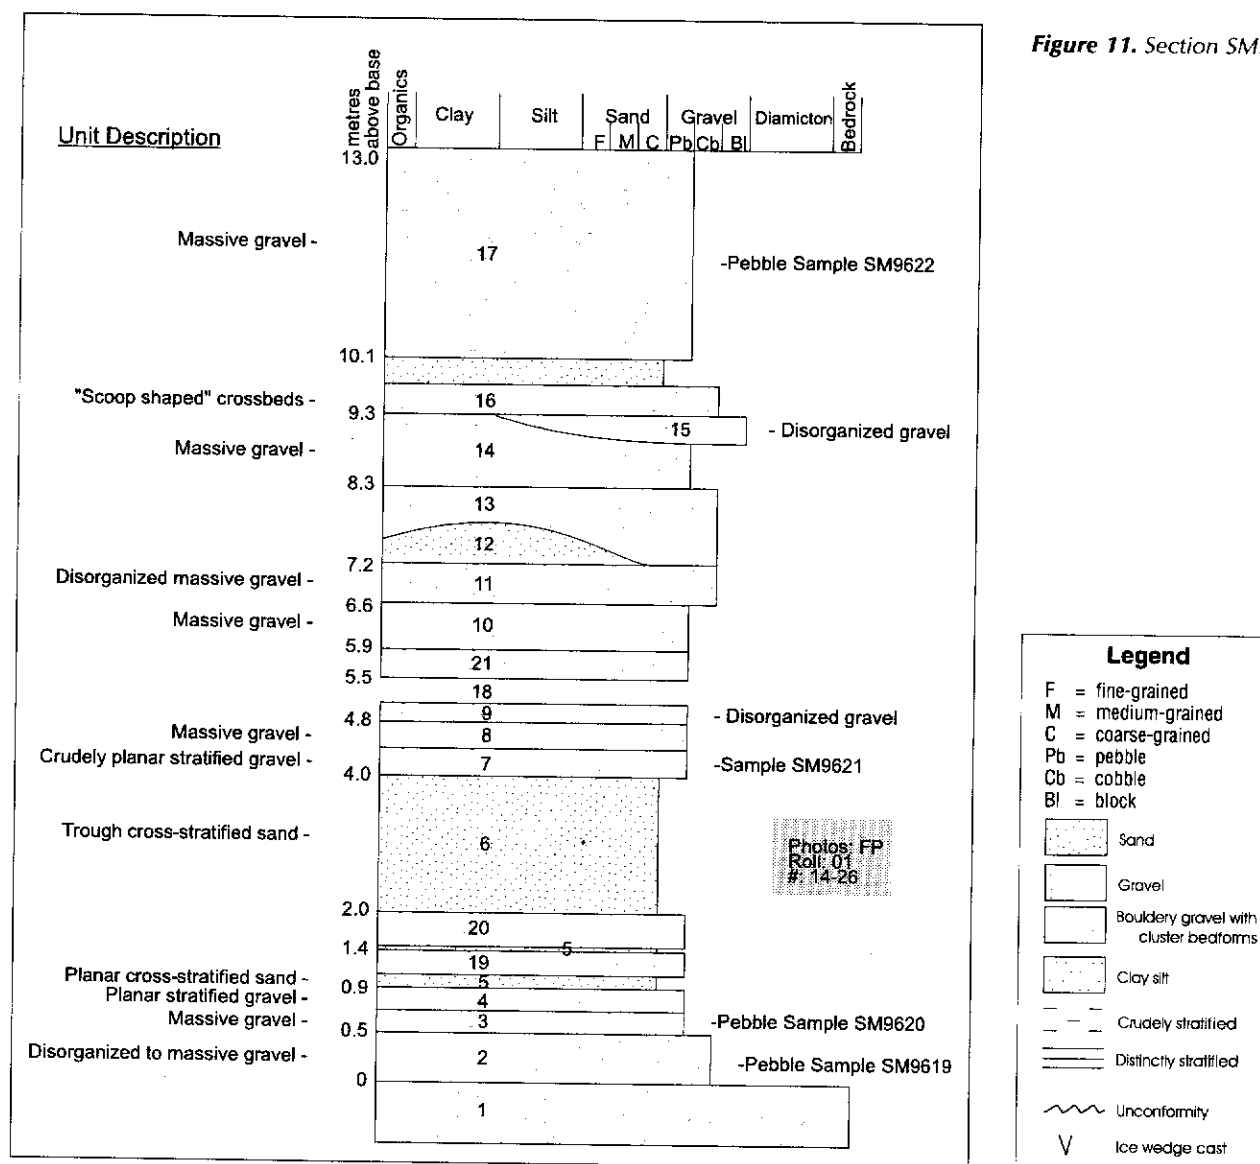 Figure 11. Section SM
Unit Description
metres above base
Organics
Clay
Silt
Sand
Gravel
Diamicton
Bedrock
F M C Pb Cb Bl
13.0
Massive gravel -
17
-Pebble Sample SM9622
10.1
"Scoop shaped" crossbeds -
16
9.3
15
- Disorganized gravel
Massive gravel -
14
8.3
13
12
7.2
Disorganized massive gravel -
11
6.6
Massive gravel -
10
5.9
21
5.5
18
9
- Disorganized gravel
4.8
Massive gravel -
8
Crudely planar stratified gravel -
7
-Sample SM9621
4.0
Trough cross-stratified sand -
6
Photos: FP
Roll: 01
#: 14-26
2.0
20
1.4
5
19
Planar cross-stratified sand -
5
0.9
Planar stratified gravel -
4
Massive gravel -
3
-Pebble Sample SM9620
0.5
Disorganized to massive gravel -
2
-Pebble Sample SM9619
0
1
Legend
F = fine-grained
M = medium-grained
C = coarse-grained
Pb = pebble
Cb = cobble
Bl = block
Sand
Gravel
Bouldery gravel with
cluster bedforms
Clay silt
Crudely stratified
Distinctly stratified
Unconformity
V Ice wedge cast